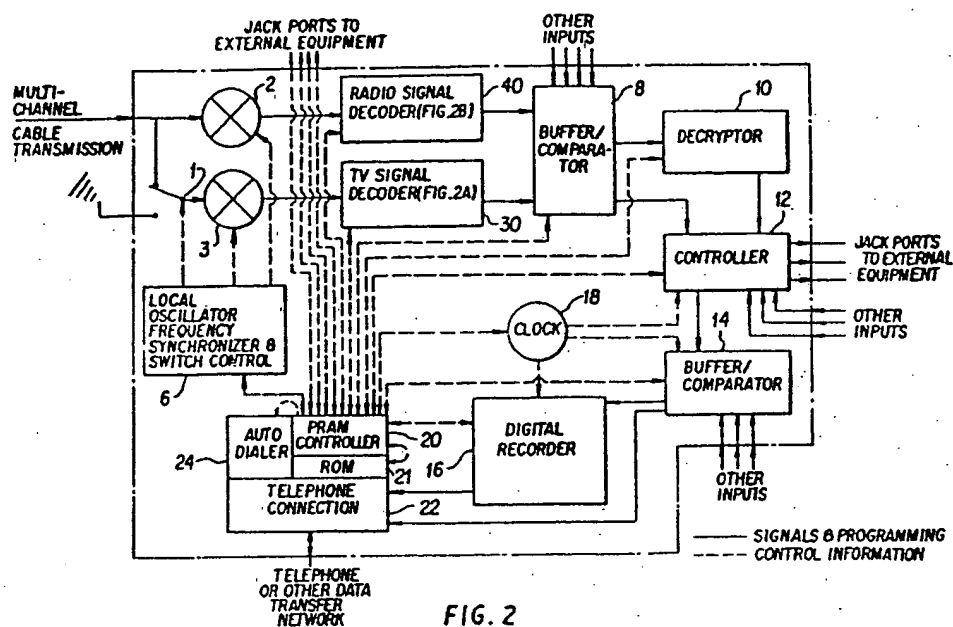 JACK PORTS TO
EXTERNAL EQUIPMENT
OTHER
INPUTS
MULTI-
CHANNEL
CABLE
TRANSMISSION
2
RADIO SIGNAL
DECODER (FIG.2B)
40
8
BUFFER/
COMPARA-
TOR
10
DECRYPTOR
1
3
TV SIGNAL
DECODER (FIG.2A)
30
12
CONTROLLER
JACK PORTS
TO EXTERNAL
EQUIPMENT
OTHER
INPUTS
LOCAL
OSCILLATOR
FREQUENCY
SYNCHRONIZER &
SWITCH CONTROL
6
18
CLOCK
14
BUFFER/
COMPARATOR
AUTO
DIALER
24
PRAM
CONTROLLER
20
ROM
21
TELEPHONE
CONNECTION
22
16
DIGITAL
RECORDER
OTHER
INPUTS
SIGNALS & PROGRAMMING
CONTROL INFORMATION
TELEPHONE
OR OTHER DATA
TRANSFER
NETWORK
FIG. 2